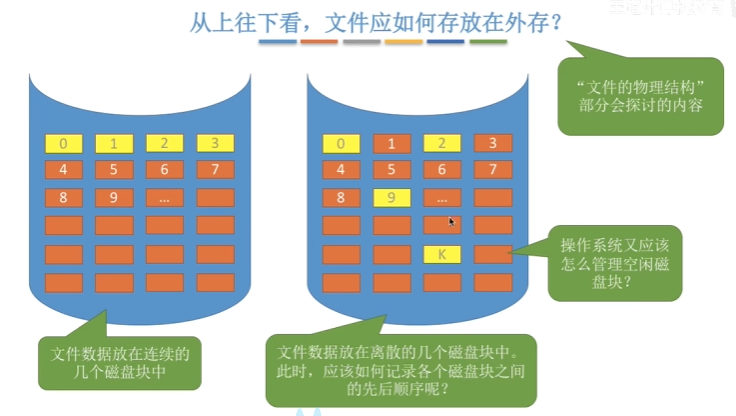 从上往下看，文件应如何存放在外存？
“文件的物理结构”
部分会探讨的内容
0 1 2 3
4 5 6 7
8 9 ...
0 1 2 3
4 5 6 7
8 9 ...
K
操作系统又应该
怎么管理空闲磁
盘块？
文件数据放在连续的
几个磁盘块中
文件数据放在离散的几个磁盘块中。
此时，应该如何记录各个磁盘块之间
的先后顺序呢？